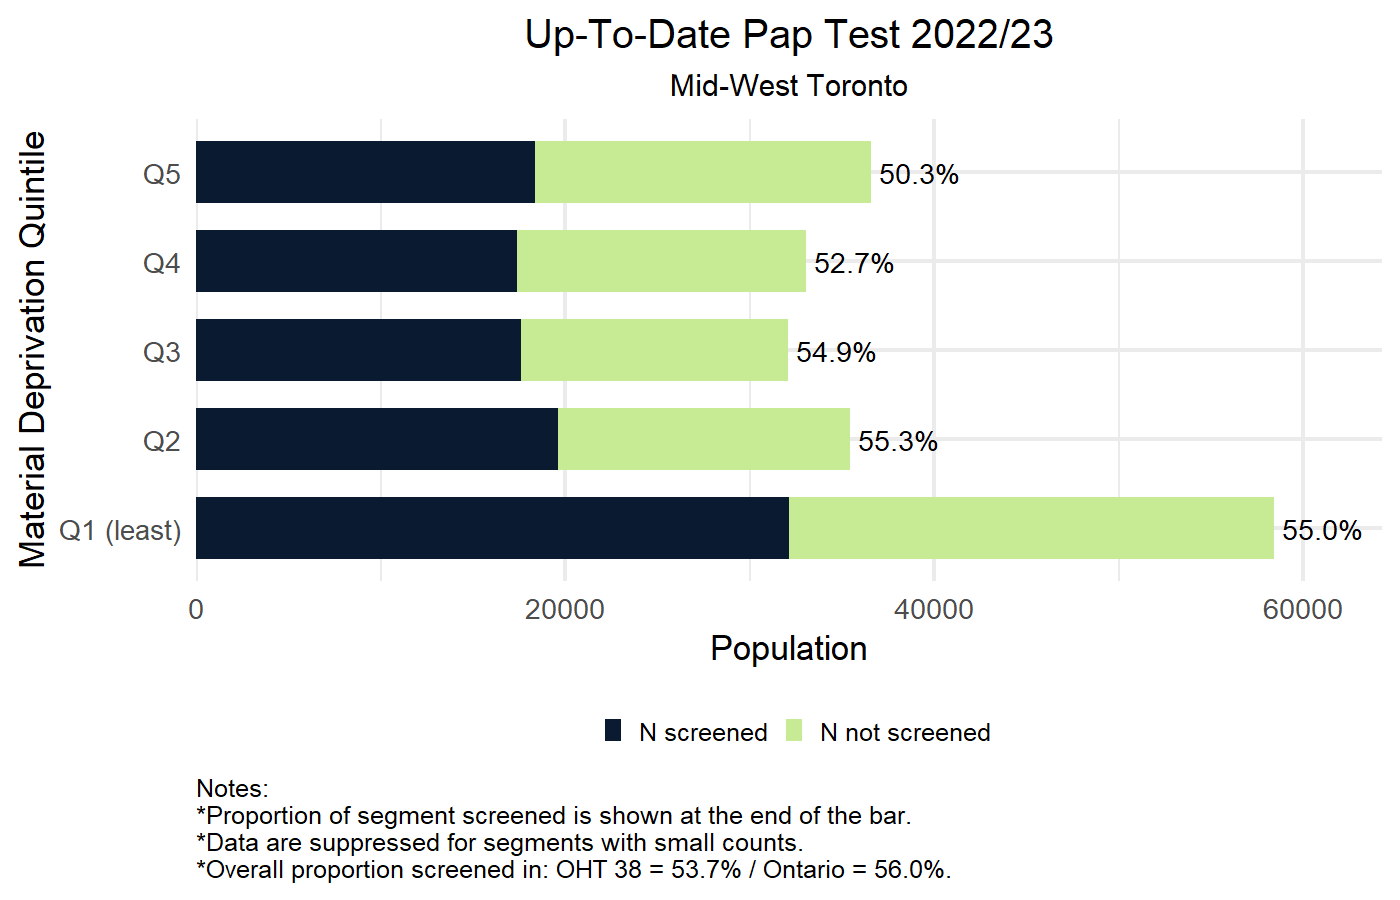 Up-To-Date Pap Test 2022/23
Mid-West Toronto
Material Deprivation Quintile
Q5
50.3%
Q4
52.7%
Q3
54.9%
Q2
55.3%
Q1 (least)
55.0%
0
20000
40000
60000
Population
N screened
N not screened
Notes:
*Proportion of segment screened is shown at the end of the bar.
*Data are suppressed for segments with small counts.
*Overall proportion screened in: OHT 38 = 53.7% / Ontario = 56.0%.